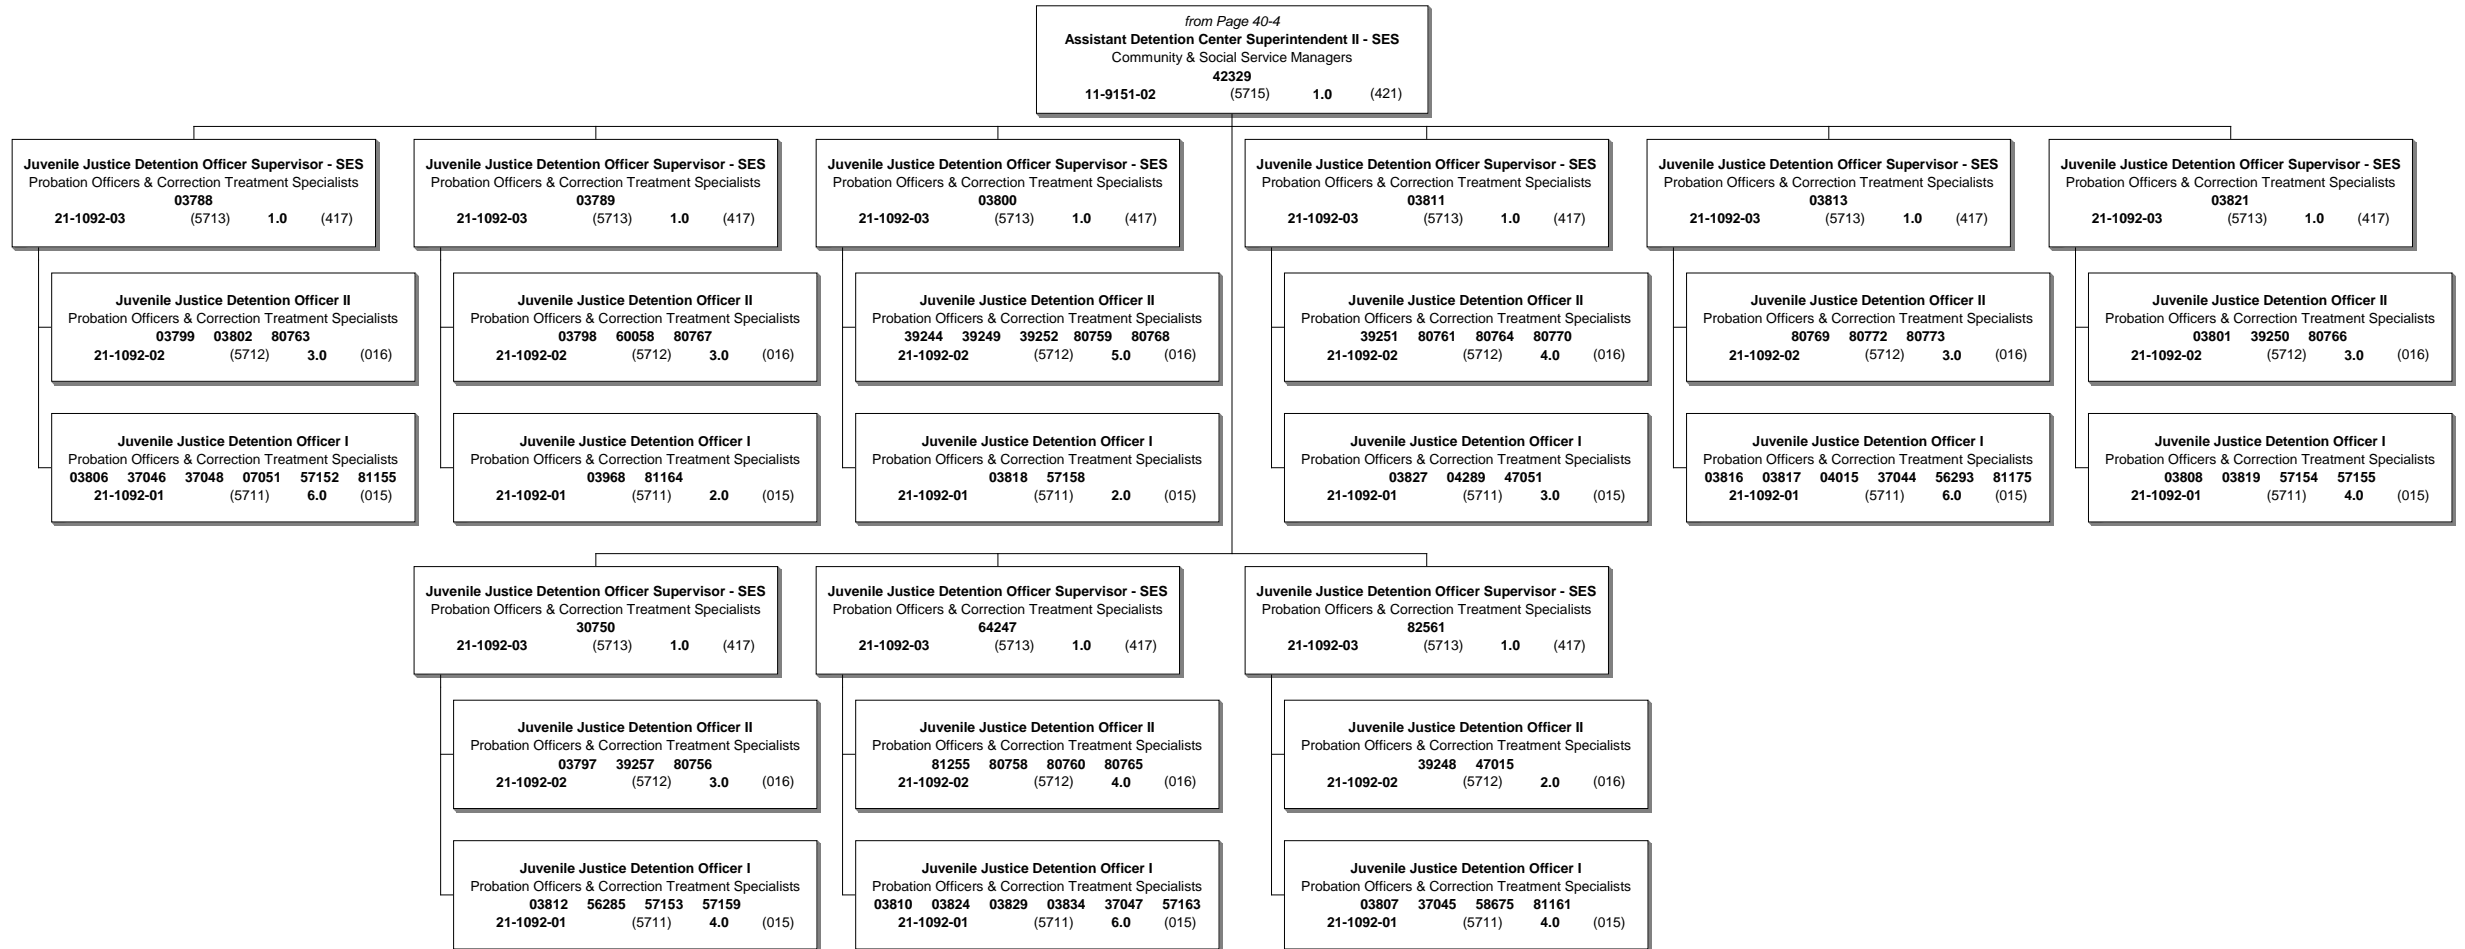 from Page 40-4
Assistant Detention Center Superintendent II - SES
Community & Social Service Managers
42329
11-9151-02 (5715) 1.0 (421)
Juvenile Justice Detention Officer Supervisor - SES
Probation Officers & Correction Treatment Specialists
03788
21-1092-03 (5713) 1.0 (417)
Juvenile Justice Detention Officer II
Probation Officers & Correction Treatment Specialists
03799 03802 80763
21-1092-02 (5712) 3.0 (016)
Juvenile Justice Detention Officer I
Probation Officers & Correction Treatment Specialists
03806 37046 37048 07051 57152 81155
21-1092-01 (5711) 6.0 (015)
Juvenile Justice Detention Officer Supervisor - SES
Probation Officers & Correction Treatment Specialists
03789
21-1092-03 (5713) 1.0 (417)
Juvenile Justice Detention Officer II
Probation Officers & Correction Treatment Specialists
03798 60058 80767
21-1092-02 (5712) 3.0 (016)
Juvenile Justice Detention Officer I
Probation Officers & Correction Treatment Specialists
03968 81164
21-1092-01 (5711) 2.0 (015)
Juvenile Justice Detention Officer Supervisor - SES
Probation Officers & Correction Treatment Specialists
03800
21-1092-03 (5713) 1.0 (417)
Juvenile Justice Detention Officer II
Probation Officers & Correction Treatment Specialists
39244 39249 39252 80759 80768
21-1092-02 (5712) 5.0 (016)
Juvenile Justice Detention Officer I
Probation Officers & Correction Treatment Specialists
03818 57158
21-1092-01 (5711) 2.0 (015)
Juvenile Justice Detention Officer Supervisor - SES
Probation Officers & Correction Treatment Specialists
03811
21-1092-03 (5713) 1.0 (417)
Juvenile Justice Detention Officer II
Probation Officers & Correction Treatment Specialists
39251 80761 80764 80770
21-1092-02 (5712) 4.0 (016)
Juvenile Justice Detention Officer I
Probation Officers & Correction Treatment Specialists
03827 04289 47051
21-1092-01 (5711) 3.0 (015)
Juvenile Justice Detention Officer Supervisor - SES
Probation Officers & Correction Treatment Specialists
03813
21-1092-03 (5713) 1.0 (417)
Juvenile Justice Detention Officer II
Probation Officers & Correction Treatment Specialists
80769 80772 80773
21-1092-02 (5712) 3.0 (016)
Juvenile Justice Detention Officer I
Probation Officers & Correction Treatment Specialists
03816 03817 04015 37044 56293 81175
21-1092-01 (5711) 6.0 (015)
Juvenile Justice Detention Officer Supervisor - SES
Probation Officers & Correction Treatment Specialists
03821
21-1092-03 (5713) 1.0 (417)
Juvenile Justice Detention Officer II
Probation Officers & Correction Treatment Specialists
03801 39250 80766
21-1092-02 (5712) 3.0 (016)
Juvenile Justice Detention Officer I
Probation Officers & Correction Treatment Specialists
03808 03819 57154 57155
21-1092-01 (5711) 4.0 (015)
Juvenile Justice Detention Officer Supervisor - SES
Probation Officers & Correction Treatment Specialists
30750
21-1092-03 (5713) 1.0 (417)
Juvenile Justice Detention Officer II
Probation Officers & Correction Treatment Specialists
03797 39257 80756
21-1092-02 (5712) 3.0 (016)
Juvenile Justice Detention Officer I
Probation Officers & Correction Treatment Specialists
03812 56285 57153 57159
21-1092-01 (5711) 4.0 (015)
Juvenile Justice Detention Officer Supervisor - SES
Probation Officers & Correction Treatment Specialists
64247
21-1092-03 (5713) 1.0 (417)
Juvenile Justice Detention Officer II
Probation Officers & Correction Treatment Specialists
81255 80758 80760 80765
21-1092-02 (5712) 4.0 (016)
Juvenile Justice Detention Officer I
Probation Officers & Correction Treatment Specialists
03810 03824 03829 03834 37047 57163
21-1092-01 (5711) 6.0 (015)
Juvenile Justice Detention Officer Supervisor - SES
Probation Officers & Correction Treatment Specialists
82561
21-1092-03 (5713) 1.0 (417)
Juvenile Justice Detention Officer II
Probation Officers & Correction Treatment Specialists
39248 47015
21-1092-02 (5712) 2.0 (016)
Juvenile Justice Detention Officer I
Probation Officers & Correction Treatment Specialists
03807 37045 58675 81161
21-1092-01 (5711) 4.0 (015)